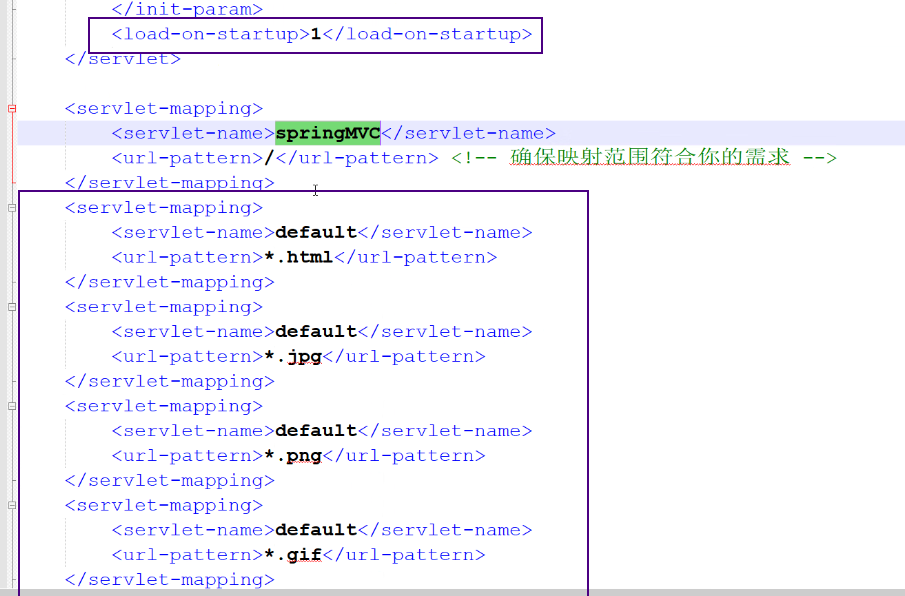 </init-param>
<load-on-startup>1</load-on-startup>
</servlet>
<servlet-mapping>
<servlet-name>springMVC</servlet-name>
<url-pattern>/</url-pattern> <!-- 确保映射范围符合你的需求 -->
</servlet-mapping>
<servlet-mapping>
<servlet-name>default</servlet-name>
<url-pattern>*.html</url-pattern>
</servlet-mapping>
<servlet-mapping>
<servlet-name>default</servlet-name>
<url-pattern>*.jpg</url-pattern>
</servlet-mapping>
<servlet-mapping>
<servlet-name>default</servlet-name>
<url-pattern>*.png</url-pattern>
</servlet-mapping>
<servlet-mapping>
<servlet-name>default</servlet-name>
<url-pattern>*.gif</url-pattern>
</servlet-mapping>